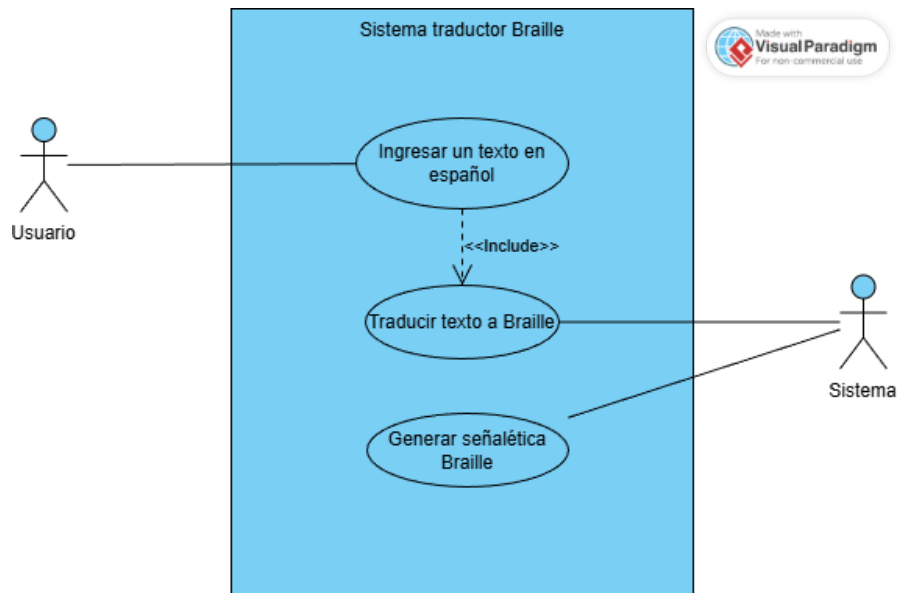 Sistema traductor Braille
Made with
Visual Paradigm
For non-commercial use
Ingresar un texto en
español
Usuario
<<Include>>
Traducir texto a Braille
Sistema
Generar señalética
Braille